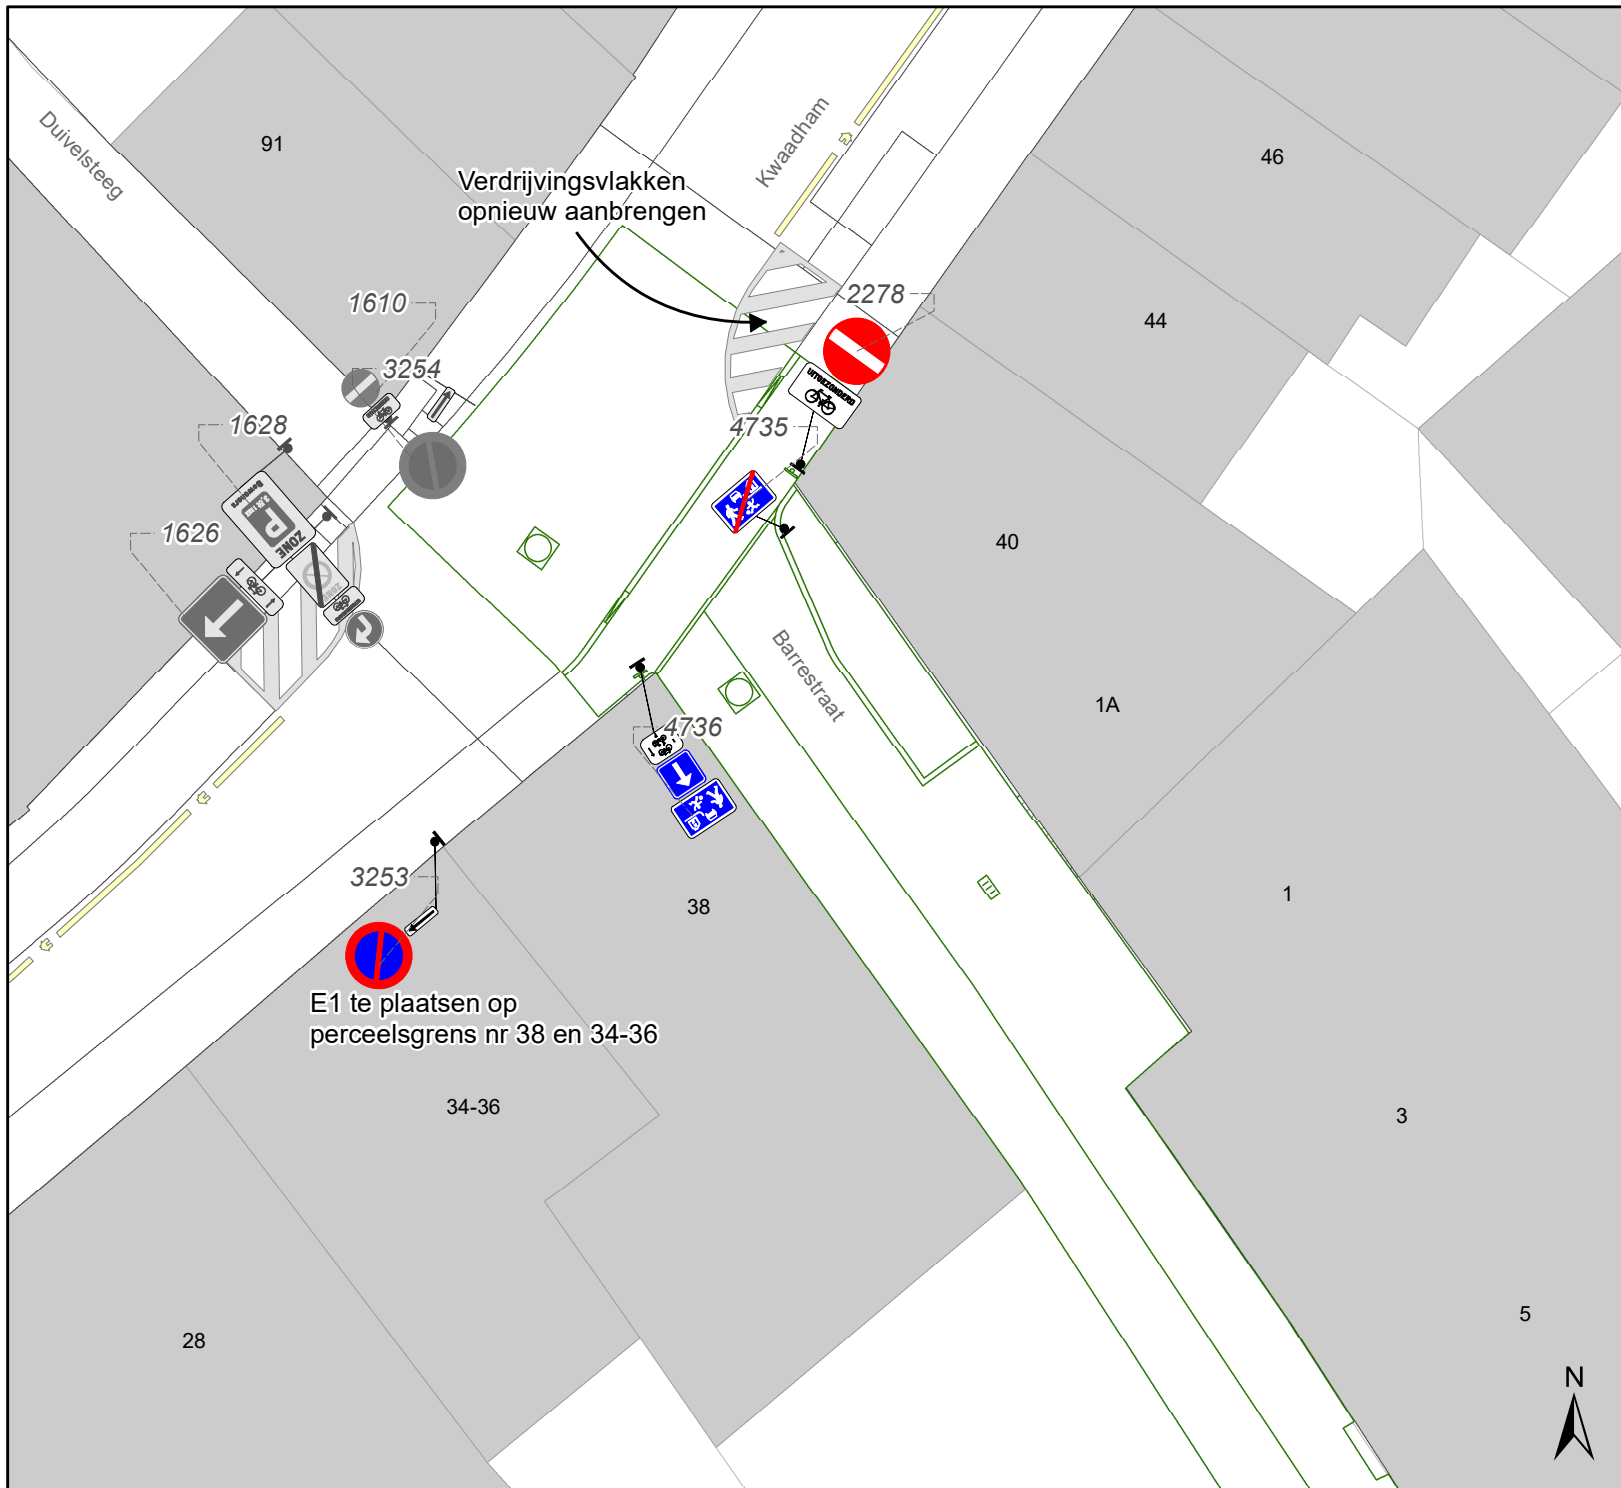 Duivelsteeg
91
Kwaadham
46
Verdrijvingsvlakken
opnieuw aanbrengen
1610
2278
44
3254
UITGEZONDERD
1628
4735
Bewoners
P
ZONE
1626
40
Barrestraat
1A
4736
3253
38
1
E1 te plaatsen op
perceelsgrens nr 38 en 34-36
34-36
3
28
5
N